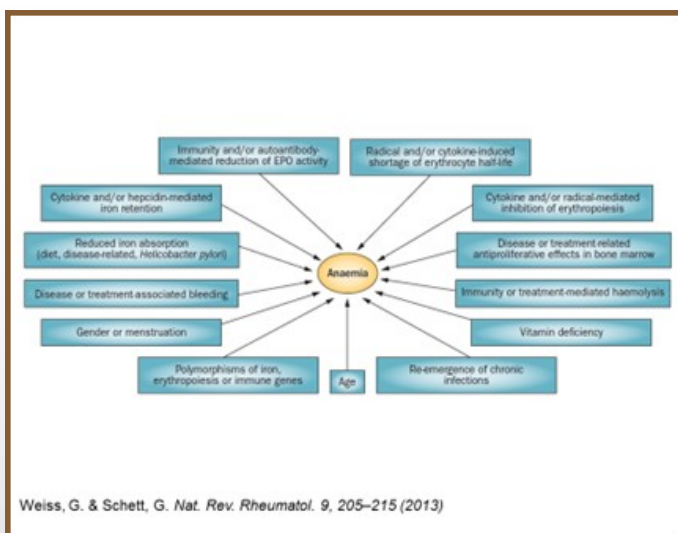 Immunity and/or autoantibody-
mediated reduction of EPO activity
Radical and/or cytokine-induced
shortage of erythrocyte half-life
Cytokine and/or hepcidin-mediated
iron retention
Cytokine and/or radical-mediated
inhibition of erythropoiesis
Reduced iron absorption
(diet, disease-related, Helicobacter pylori)
Anaemia
Disease or treatment-related
antiproliferative effects in bone marrow
Disease or treatment-associated bleeding
Immunity or treatment-mediated haemolysis
Gender or menstruation
Vitamin deficiency
Polymorphisms of iron,
erythropoiesis or immune genes
Age
Re-emergence of chronic
infections
Weiss, G. & Schett, G. Nat. Rev. Rheumatol. 9, 205–215 (2013)